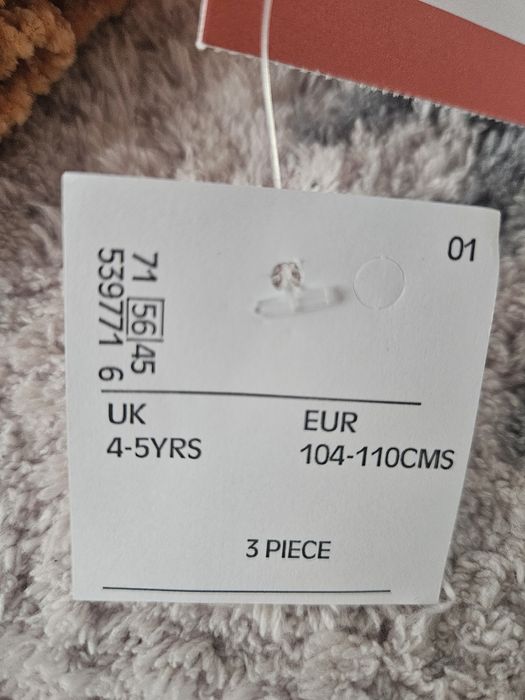 01
71 56 45
539771 6
UK
4-5YRS
EUR
104-110CMS
3 PIECE